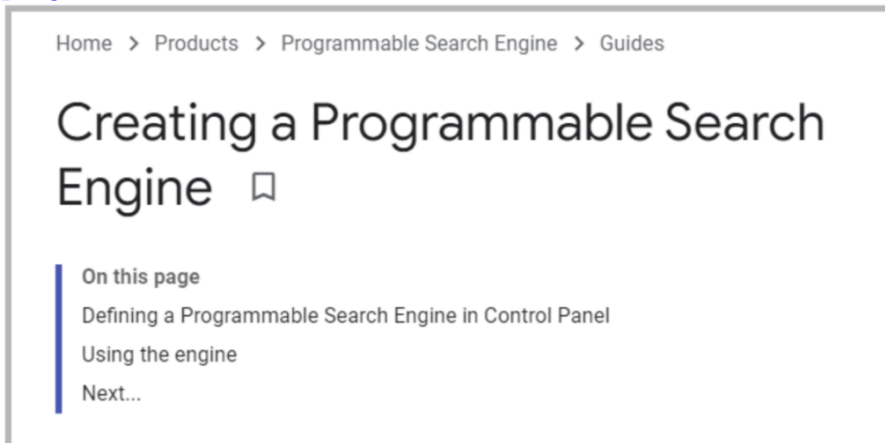 Home > Products > Programmable Search Engine > Guides
Creating a Programmable Search
Engine
On this page
Defining a Programmable Search Engine in Control Panel
Using the engine
Next...